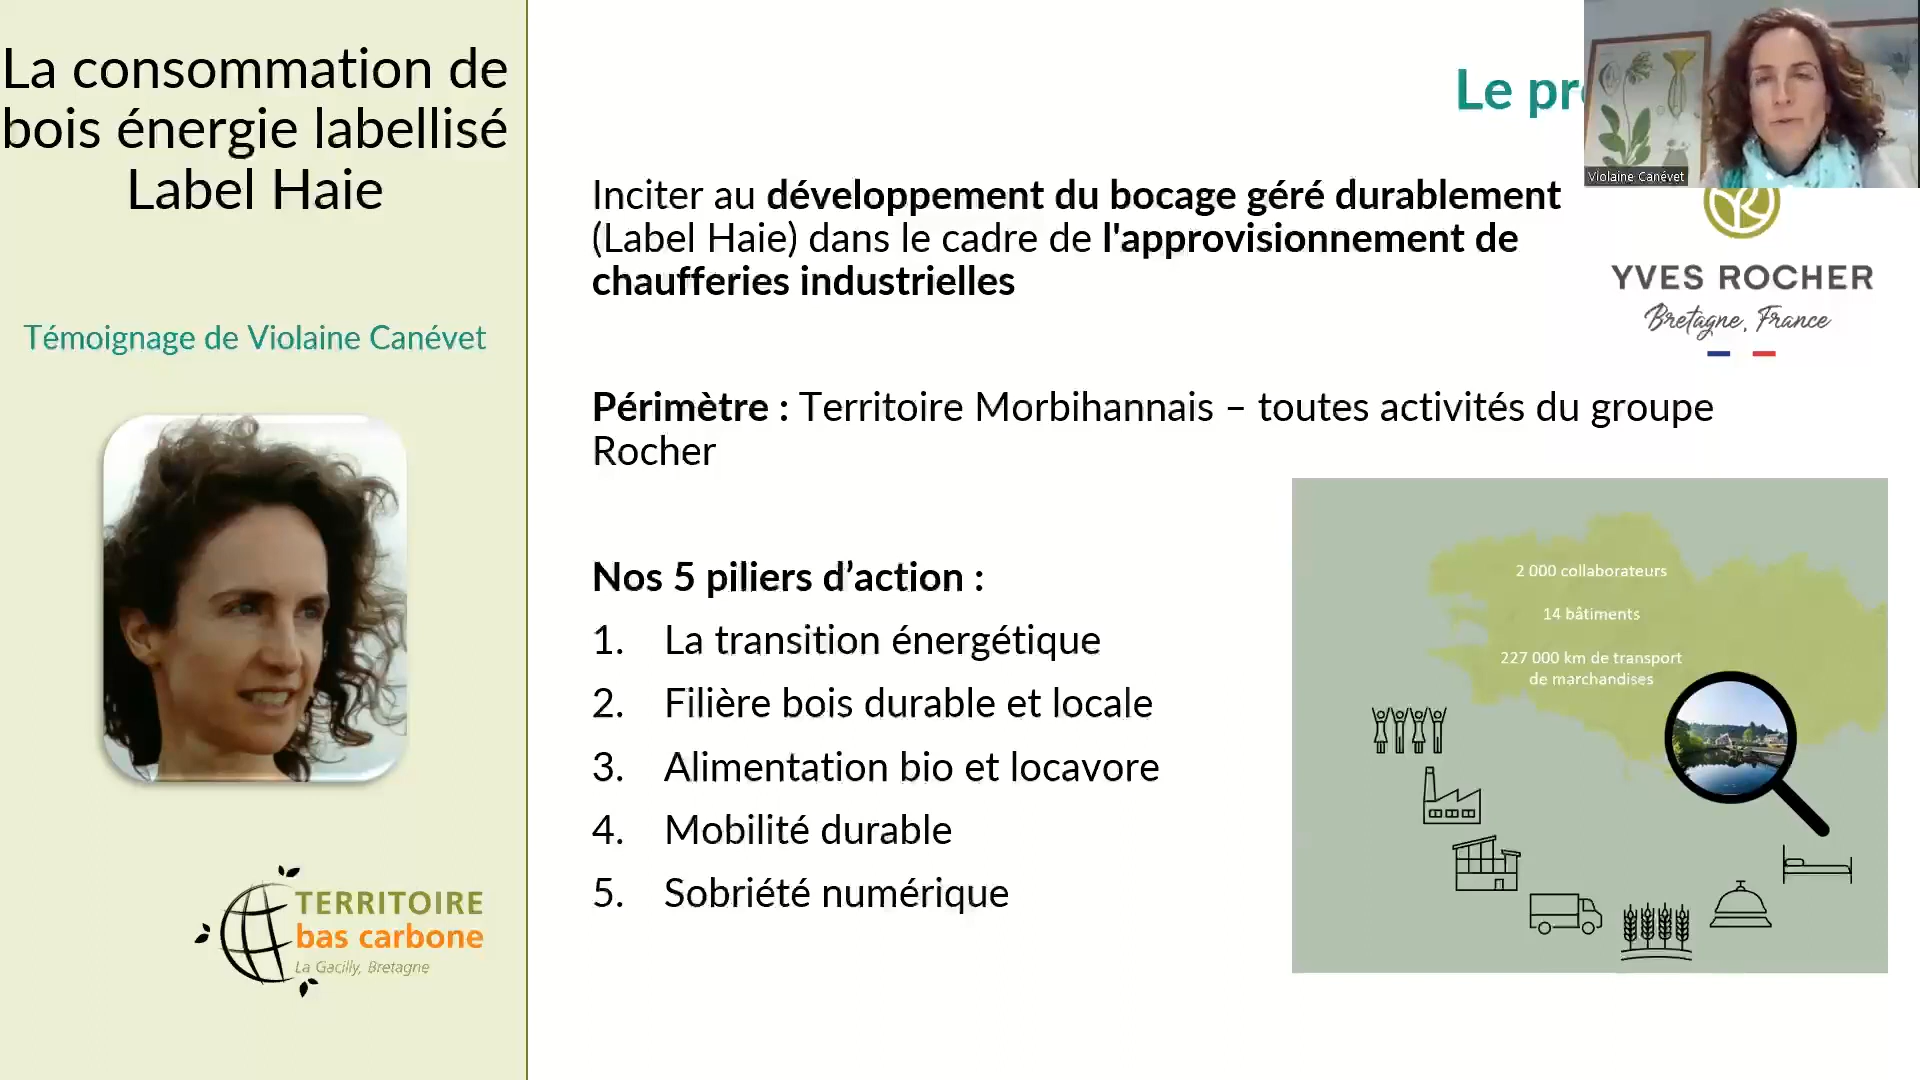 La consommation de
bois énergie labellisé
Label Haie
Témoignage de Violaine Canévet
TERRITOIRE
bas carbone
La Gacilly, Bretagne
Le
Violaine Canévet
Inciter au développement du bocage géré durablement
(Label Haie) dans le cadre de l'approvisionnement de
chaufferies industrielles
YVES ROCHER
Bretagne, France
Périmètre : Territoire Morbihannais – toutes activités du groupe
Rocher
Nos 5 piliers d’action :
1. La transition énergétique
2. Filière bois durable et locale
3. Alimentation bio et locavore
4. Mobilité durable
5. Sobriété numérique
2 000 collaborateurs
14 bâtiments
227 000 km de transport
de marchandises